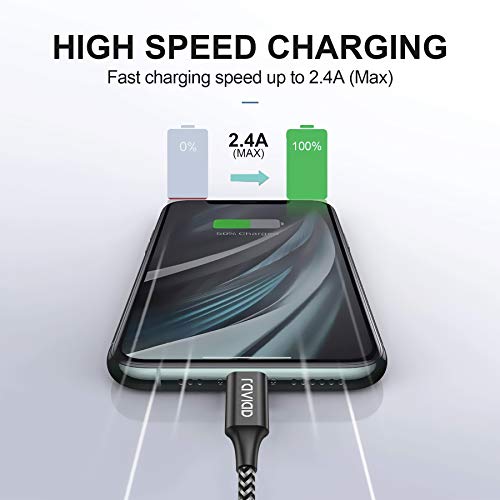 HIGH SPEED CHARGING
Fast charging speed up to 2.4A (Max)
0%
2.4A
(MAX)
100%
50% Charged
raviad